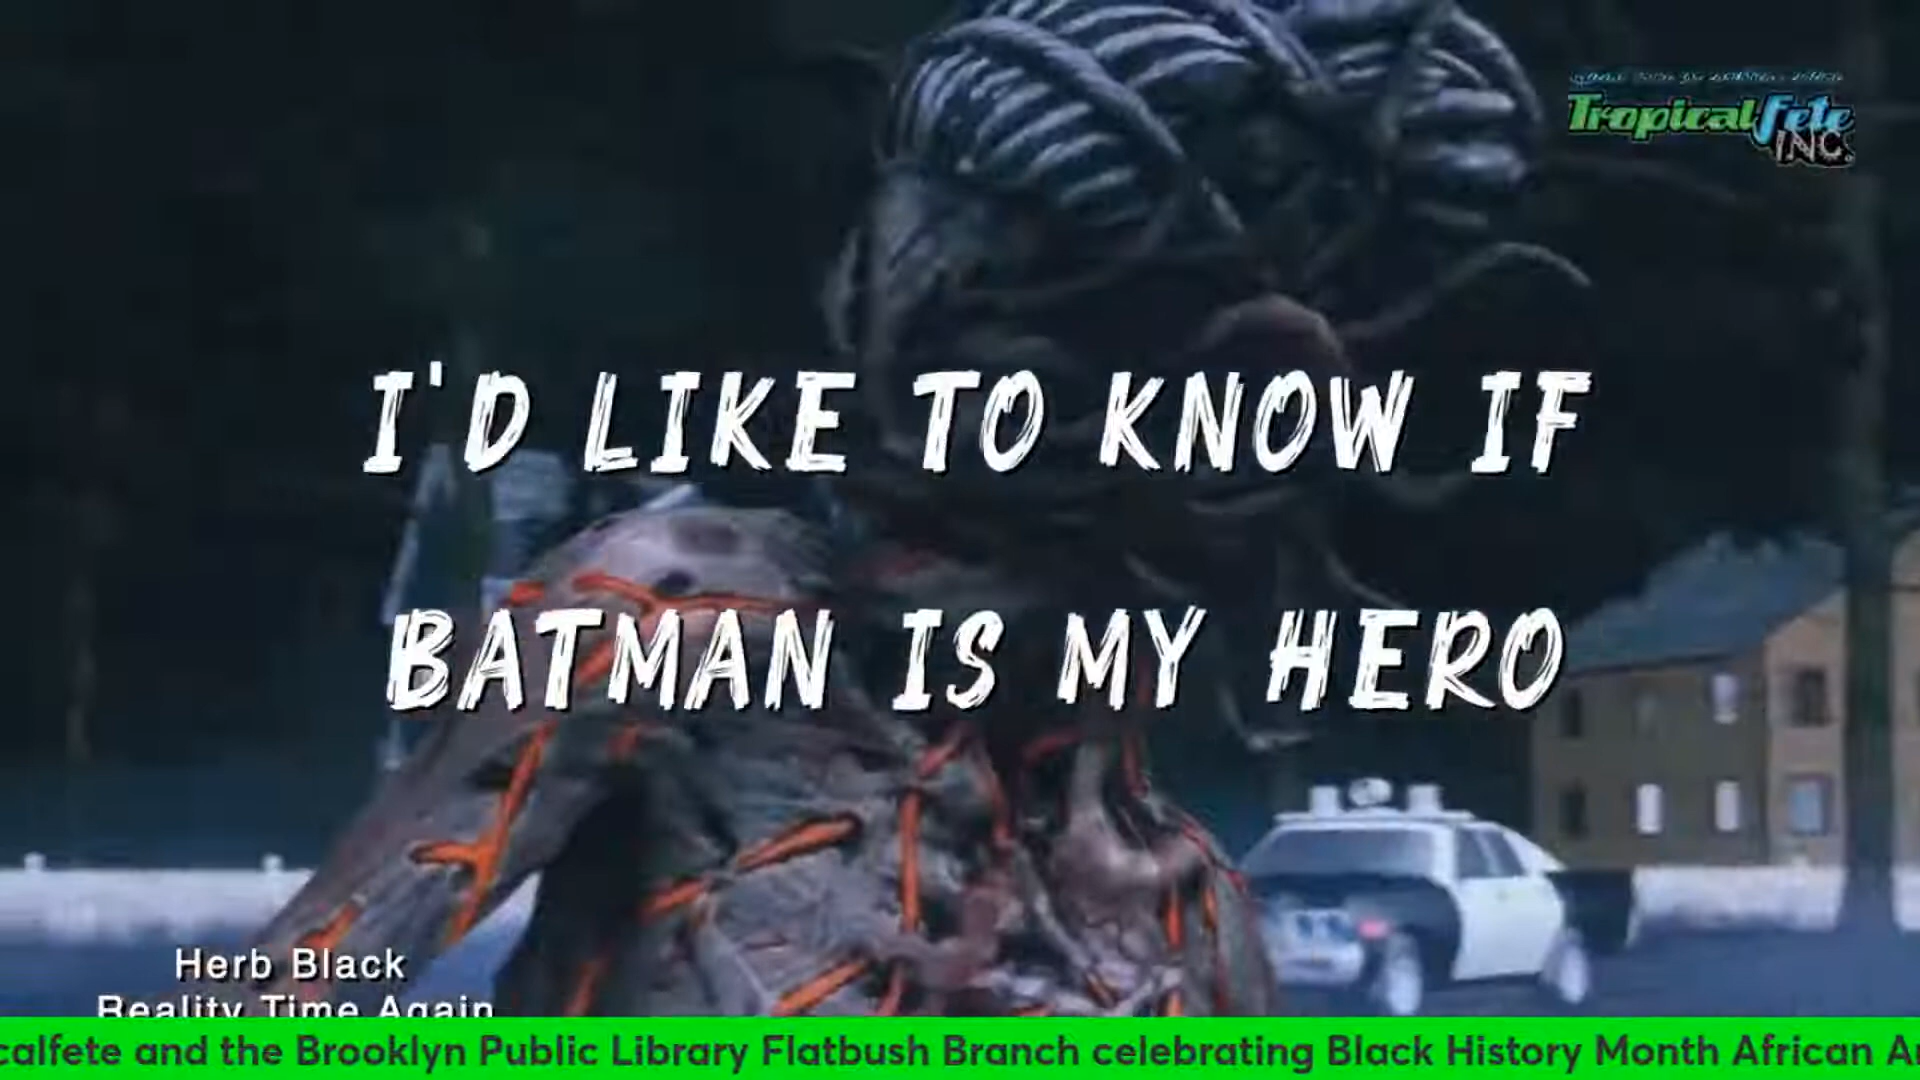 Tropicalfete
INC.
I'D LIKE TO KNOW IF
BATMAN IS MY HERO
Herb Black
Reality Time Again
calfete and the Brooklyn Public Library Flatbush Branch celebrating Black History Month African A